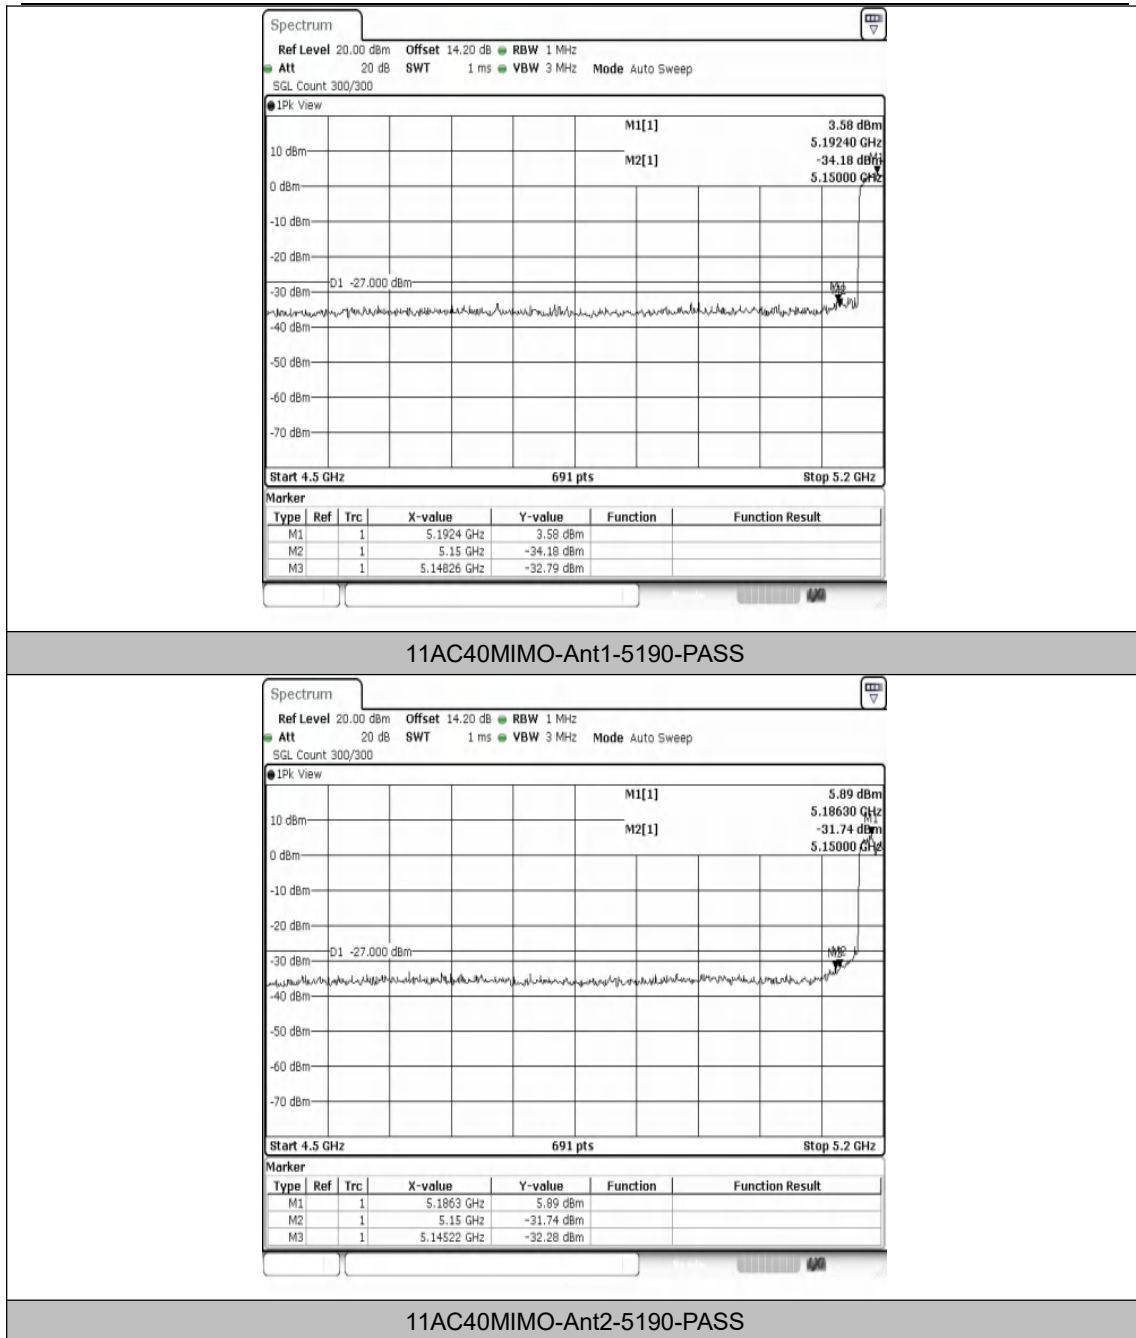 Spectrum
Ref Level 20.00 dBm Offset 14.20 dB RBW 1 MHz
Att 20 dB SWT 1 ms VBW 3 MHz Mode Auto Sweep
SGL Count 300/300
1Pk View
M1[1] 3.58 dBm
5.19240 GHz
10 dBm
M2[1] -34.18 dBm
5.15000 GHz
0 dBm
-10 dBm
-20 dBm
D1 -27.000 dBm
-30 dBm
-40 dBm
-50 dBm
-60 dBm
-70 dBm
Start 4.5 GHz 691 pts Stop 5.2 GHz
Marker
Type Ref Trc X-value Y-value Function Function Result
M1 1 5.1924 GHz 3.58 dBm
M2 1 5.15 GHz -34.18 dBm
M3 1 5.14826 GHz -32.79 dBm
11AC40MIMO-Ant1-5190-PASS
Spectrum
Ref Level 20.00 dBm Offset 14.20 dB RBW 1 MHz
Att 20 dB SWT 1 ms VBW 3 MHz Mode Auto Sweep
SGL Count 300/300
1Pk View
M1[1] 5.89 dBm
5.18630 GHz
M1
10 dBm
M2[1] -31.74 dBm
5.15000 GHz
0 dBm
-10 dBm
-20 dBm
D1 -27.000 dBm
-30 dBm
-40 dBm
-50 dBm
-60 dBm
-70 dBm
Start 4.5 GHz 691 pts Stop 5.2 GHz
Marker
Type Ref Trc X-value Y-value Function Function Result
M1 1 5.1863 GHz 5.89 dBm
M2 1 5.15 GHz -31.74 dBm
M3 1 5.14522 GHz -32.28 dBm
11AC40MIMO-Ant2-5190-PASS